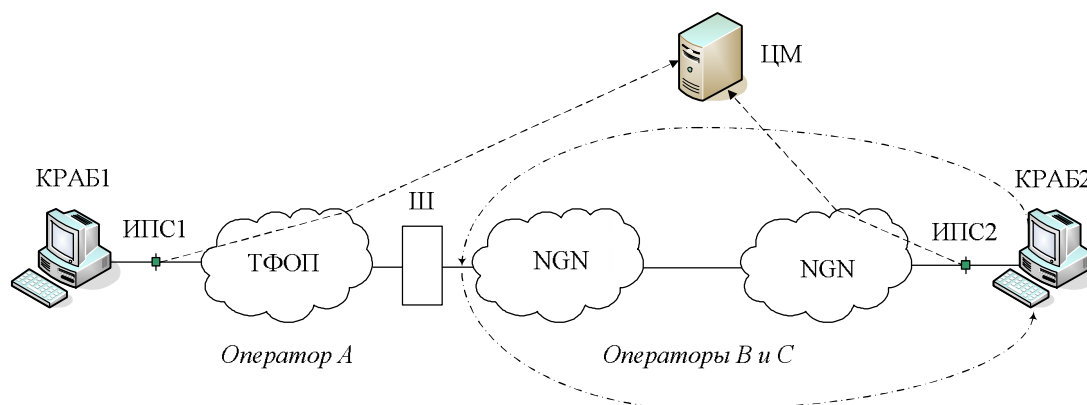 ЦМ
КРАБ1
КРАБ2
Ш
ИПС1
ИПС2
ТФОП
NGN
NGN
Оператор А
Операторы В и С